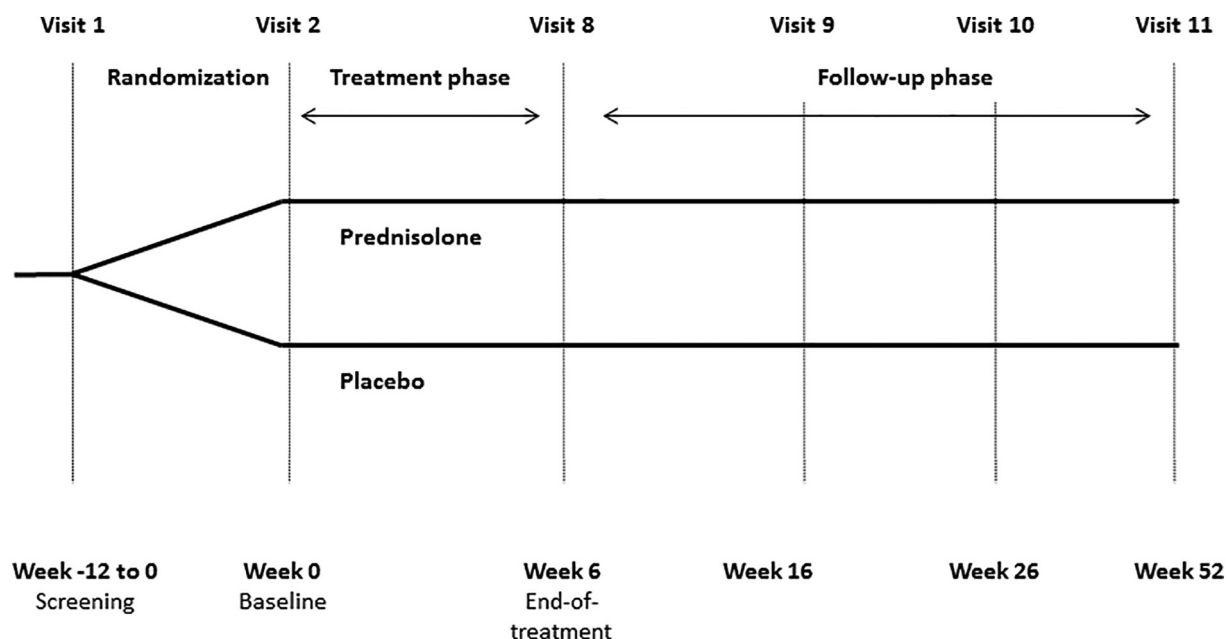 Visit 1 Visit 2 Visit 8 Visit 9 Visit 10 Visit 11
Randomization Treatment phase Follow-up phase
Prednisolone
Placebo
Week -12 to 0 Week 0 Week 6 Week 16 Week 26 Week 52
Screening Baseline End-of-
treatment